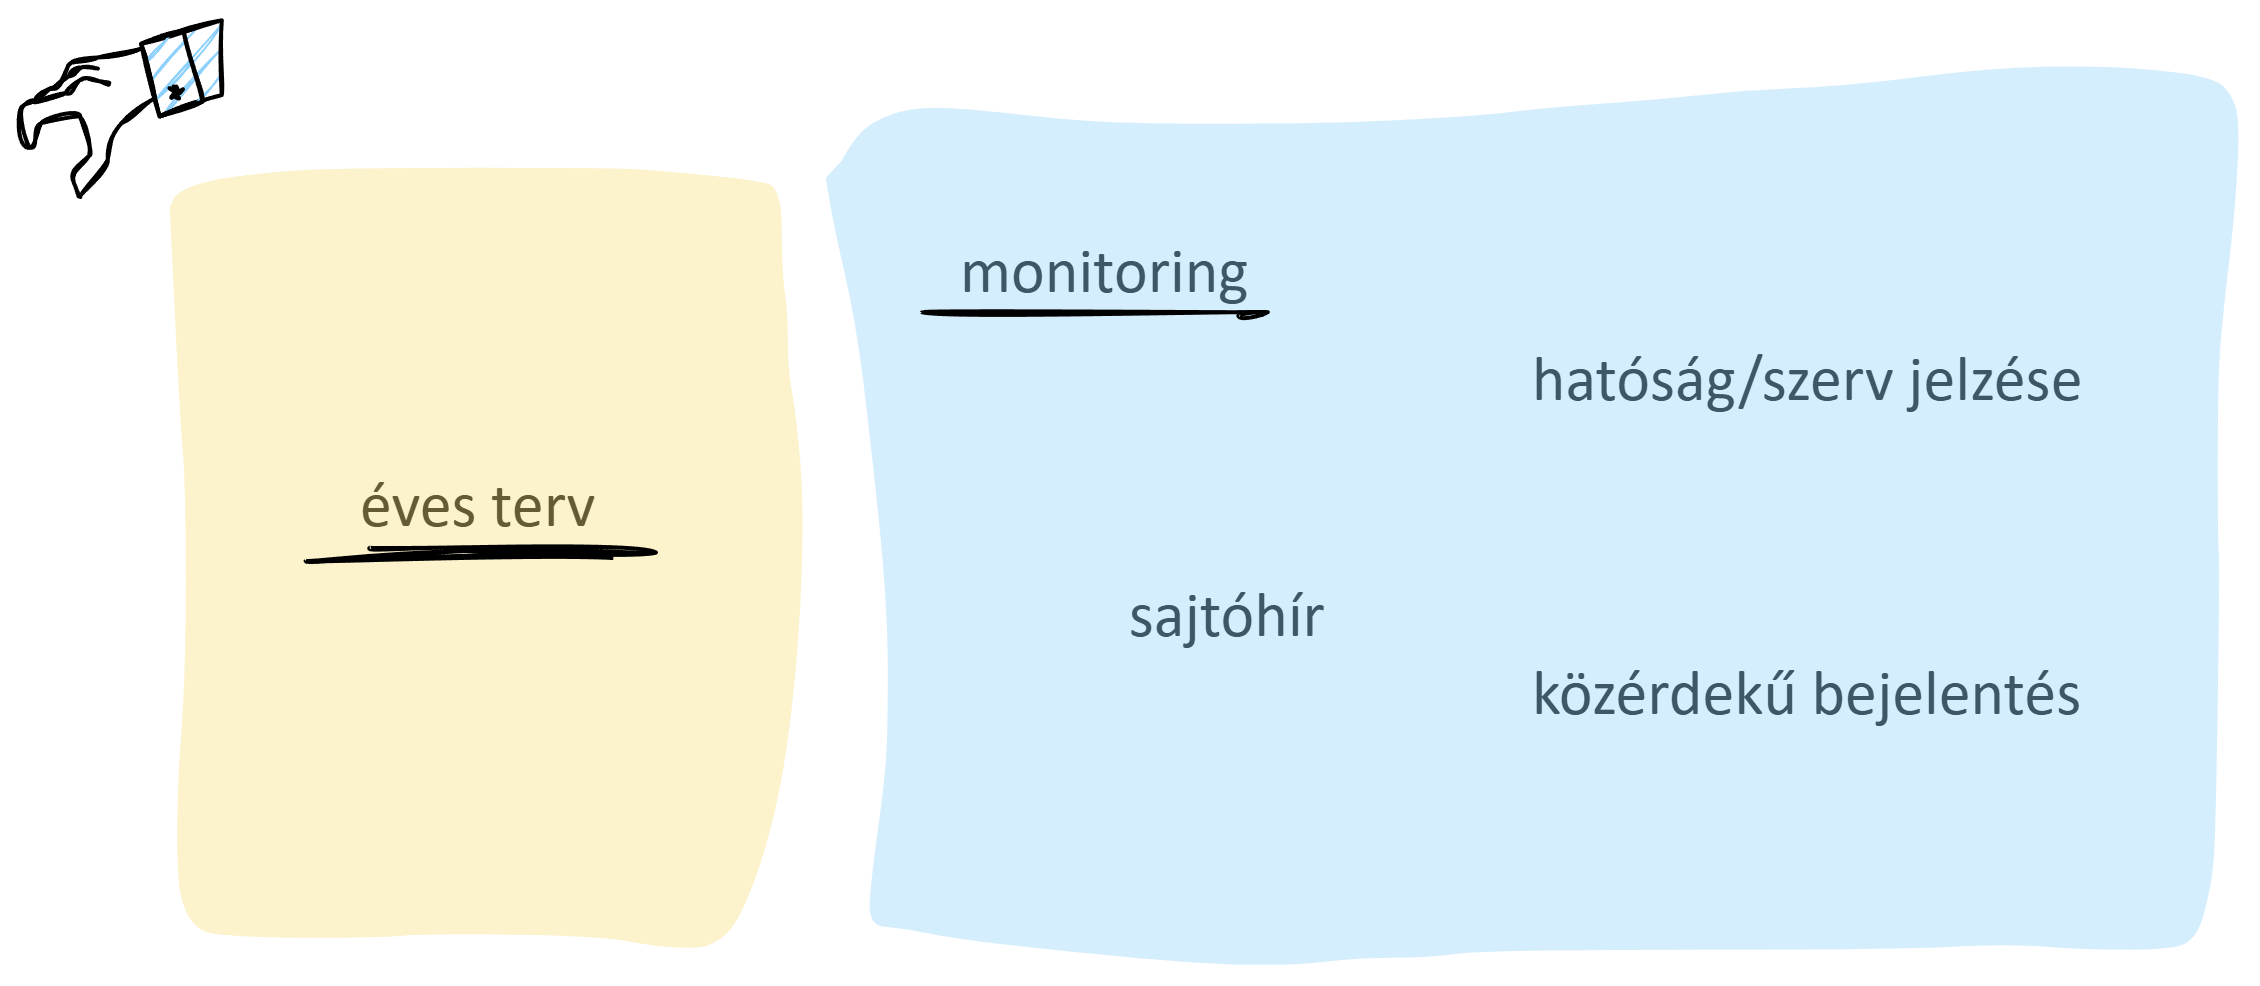 éves terv
monitoring
hatóság/szerv jelzése
sajtóhír
közérdekű bejelentés